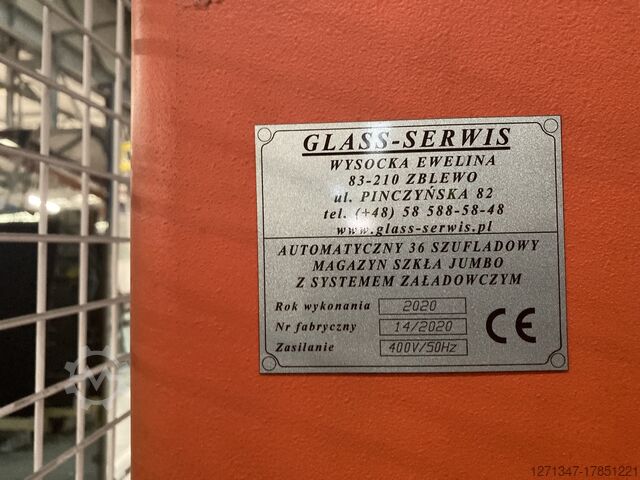 GLASS-SERWIS
WYSOCKA EWELINA
83-210 ZBLEWO
ul. PINCZYŃSKA 82
tel. (+48) 58 588-58-48
www.glass-serwis.pl
AUTOMATYCZNY 36 SZUFLADOWY
MAGAZYN SZKŁA JUMBO
Z SYSTEMEM ZAŁADOWCZYM
Rok wykonania 2020
Nr fabryczny 14/2020
Zasilanie 400V/50Hz
CE
1271347-17851221